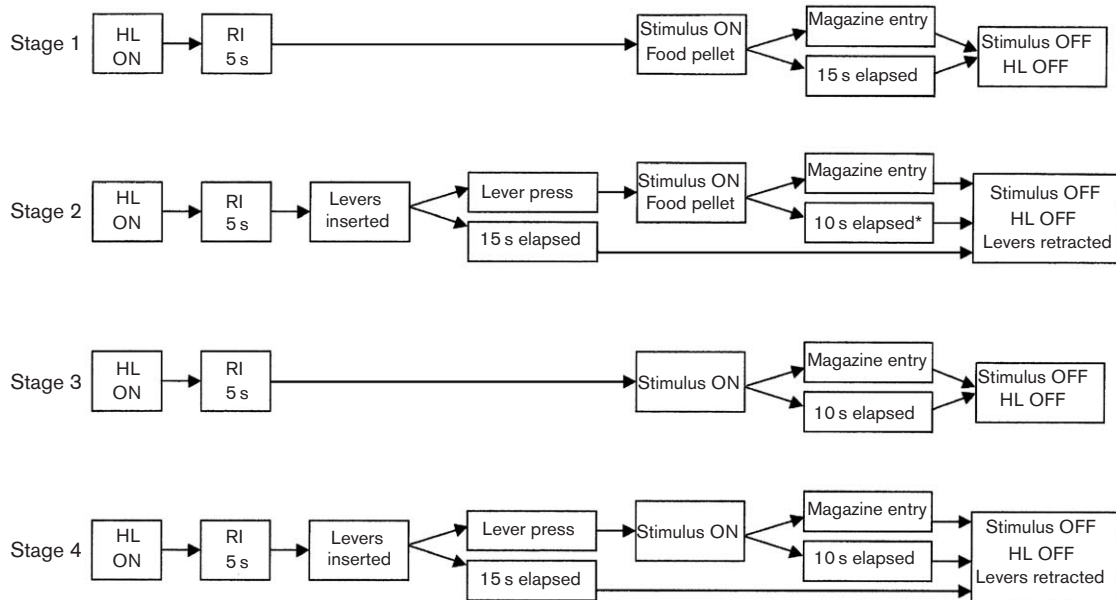 Stage 1
HL
ON
RI
5 s
Stimulus ON
Food pellet
Magazine entry
15 s elapsed
Stimulus OFF
HL OFF
Stage 2
HL
ON
RI
5 s
Levers
inserted
Lever press
15 s elapsed
Stimulus ON
Food pellet
Magazine entry
10 s elapsed*
Stimulus OFF
HL OFF
Levers retracted
Stage 3
HL
ON
RI
5 s
Stimulus ON
Magazine entry
10 s elapsed
Stimulus OFF
HL OFF
Stage 4
HL
ON
RI
5 s
Levers
inserted
Lever press
15 s elapsed
Stimulus ON
Magazine entry
10 s elapsed
Stimulus OFF
HL OFF
Levers retracted